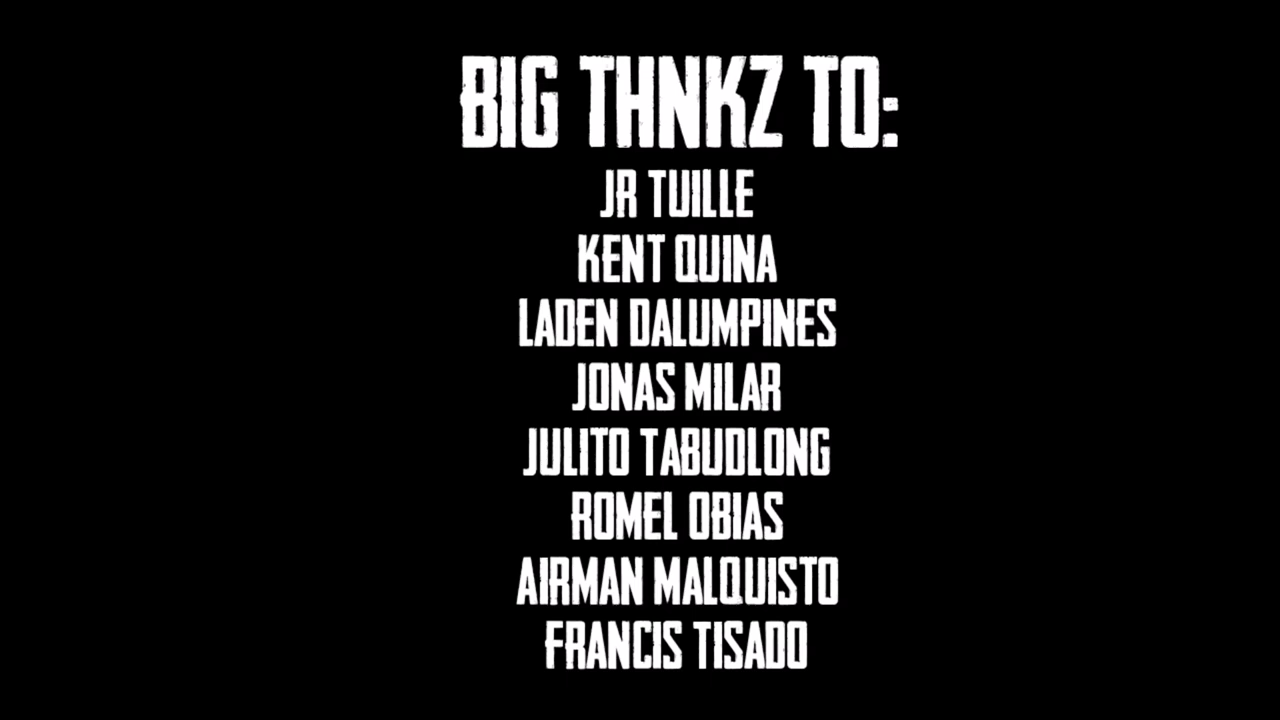 BIG THNKZ TO:
JR TUILLE
KENT QUINA
LADEN DALUMPINES
JONAS MILAR
JULITO TABUDLONG
ROMEL OBIAS
AIRMAN MALQUISTO
FRANCIS TISADO